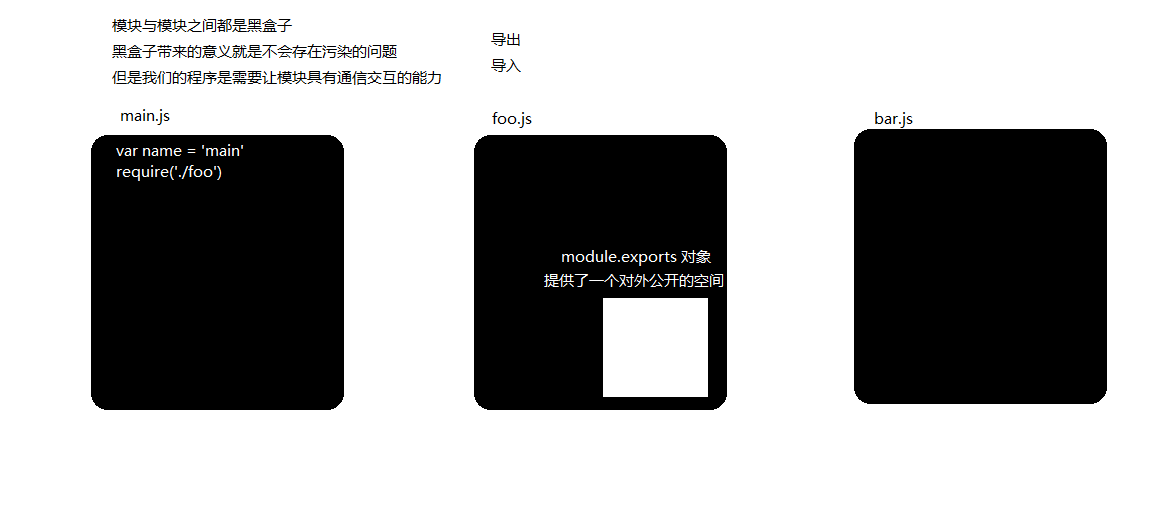 模块与模块之间都是黑盒子
黑盒子带来的意义就是不会存在污染的问题
但是我们的程序是需要让模块具有通信交互的能力
导出
导入
main.js
var name = 'main'
require('./foo')
foo.js
module.exports 对象
提供了一个对外公开的空间
bar.js